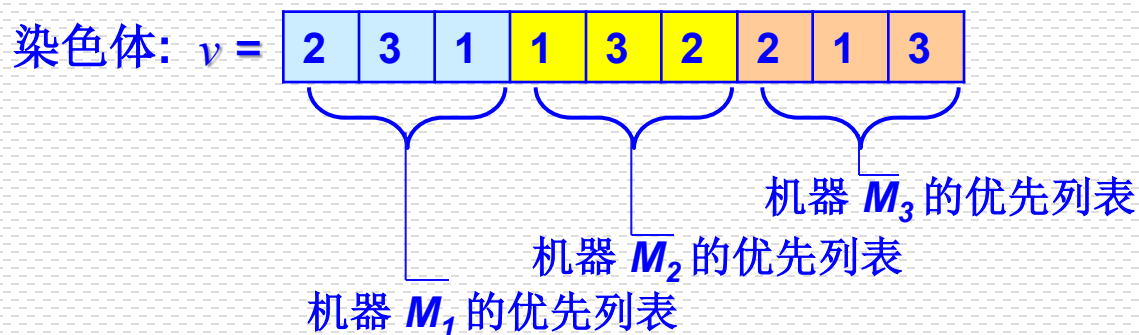 染色体: v = 2 3 1 1 3 2 2 1 3
机器 M3 的优先列表
机器 M2 的优先列表
机器 M1 的优先列表